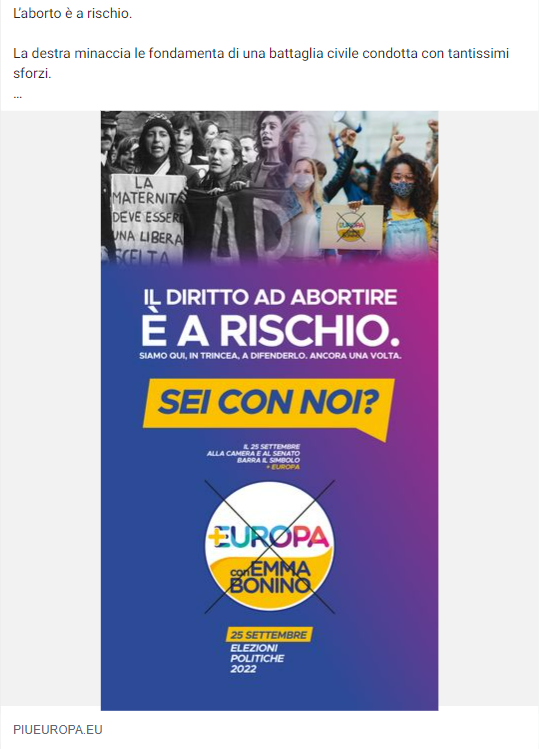 L'aborto è a rischio.
La destra minaccia le fondamenta di una battaglia civile condotta con tantissimi
sforzi.
...
LA
MATERNITÀ
DEVE ESSERE
UNA LIBERA
SCELTA
AD
EUROPA
IL DIRITTO AD ABORTIRE
È A RISCHIO.
SIAMO QUI, IN TRINCEA, A DIFENDERLO. ANCORA UNA VOLTA.
SEI CON NOI?
IL 25 SETTEMBRE
ALLA CAMERA E AL SENATO
BARRA IL SIMBOLO
+ EUROPA
+EUROPA
con EMMA
BONINO
25 SETTEMBRE
ELEZIONI
POLITICHE
2022
PIUEUROPA.EU